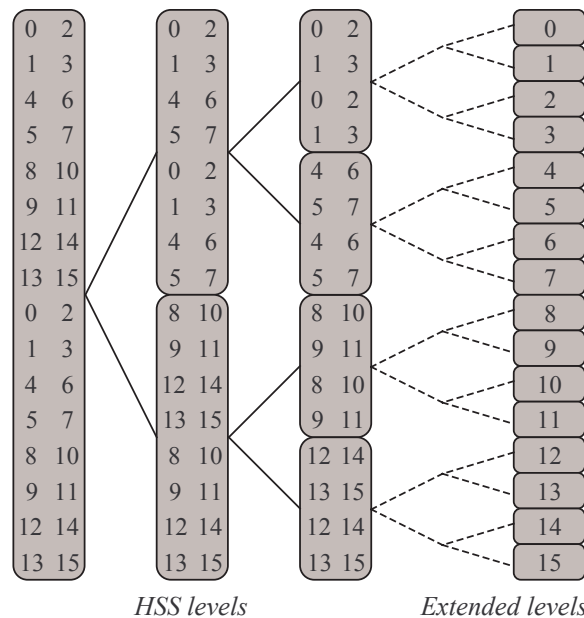 0 2 0 2 0 2 0
1 3 1 3 1 3 1
4 6 4 6 0 2 2
5 7 5 7 1 3 3
8 10 0 2 4 6 4
9 11 1 3 5 7 5
12 14 4 6 4 6 6
13 15 5 7 5 7 7
0 2 8 10 8 10 8
1 3 9 11 9 11 9
4 6 12 14 8 10 10
5 7 13 15 9 11 11
8 10 8 10 12 14 12
9 11 9 11 13 15 13
12 14 12 14 12 14 14
13 15 13 15 13 15 15
HSS levels Extended levels